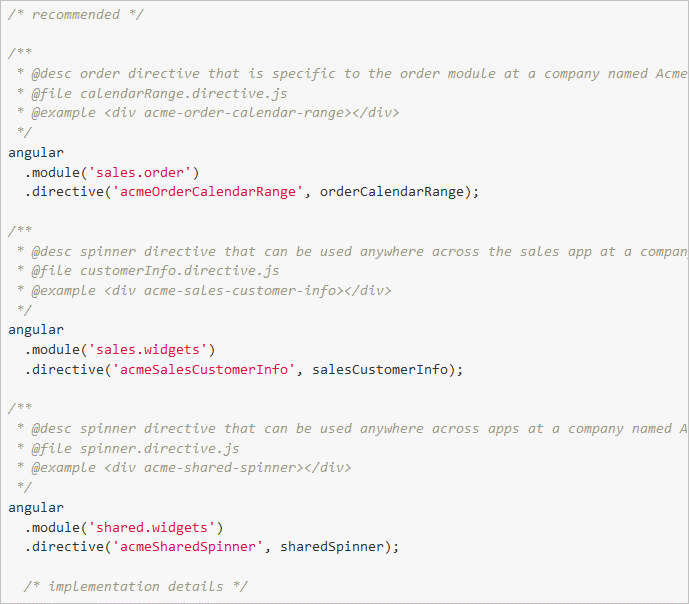 /* recommended */
/**
 * @desc order directive that is specific to the order module at a company named Acme
 * @file calendarRange.directive.js
 * @example <div acme-order-calendar-range></div>
 */
angular
  .module('sales.order')
  .directive('acmeOrderCalendarRange', orderCalendarRange);
/**
 * @desc spinner directive that can be used anywhere across the sales app at a company
 * @file customerInfo.directive.js
 * @example <div acme-sales-customer-info></div>
 */
angular
  .module('sales.widgets')
  .directive('acmeSalesCustomerInfo', salesCustomerInfo);
/**
 * @desc spinner directive that can be used anywhere across apps at a company named A
 * @file spinner.directive.js
 * @example <div acme-shared-spinner></div>
 */
angular
  .module('shared.widgets')
  .directive('acmeSharedSpinner', sharedSpinner);
  /* implementation details */